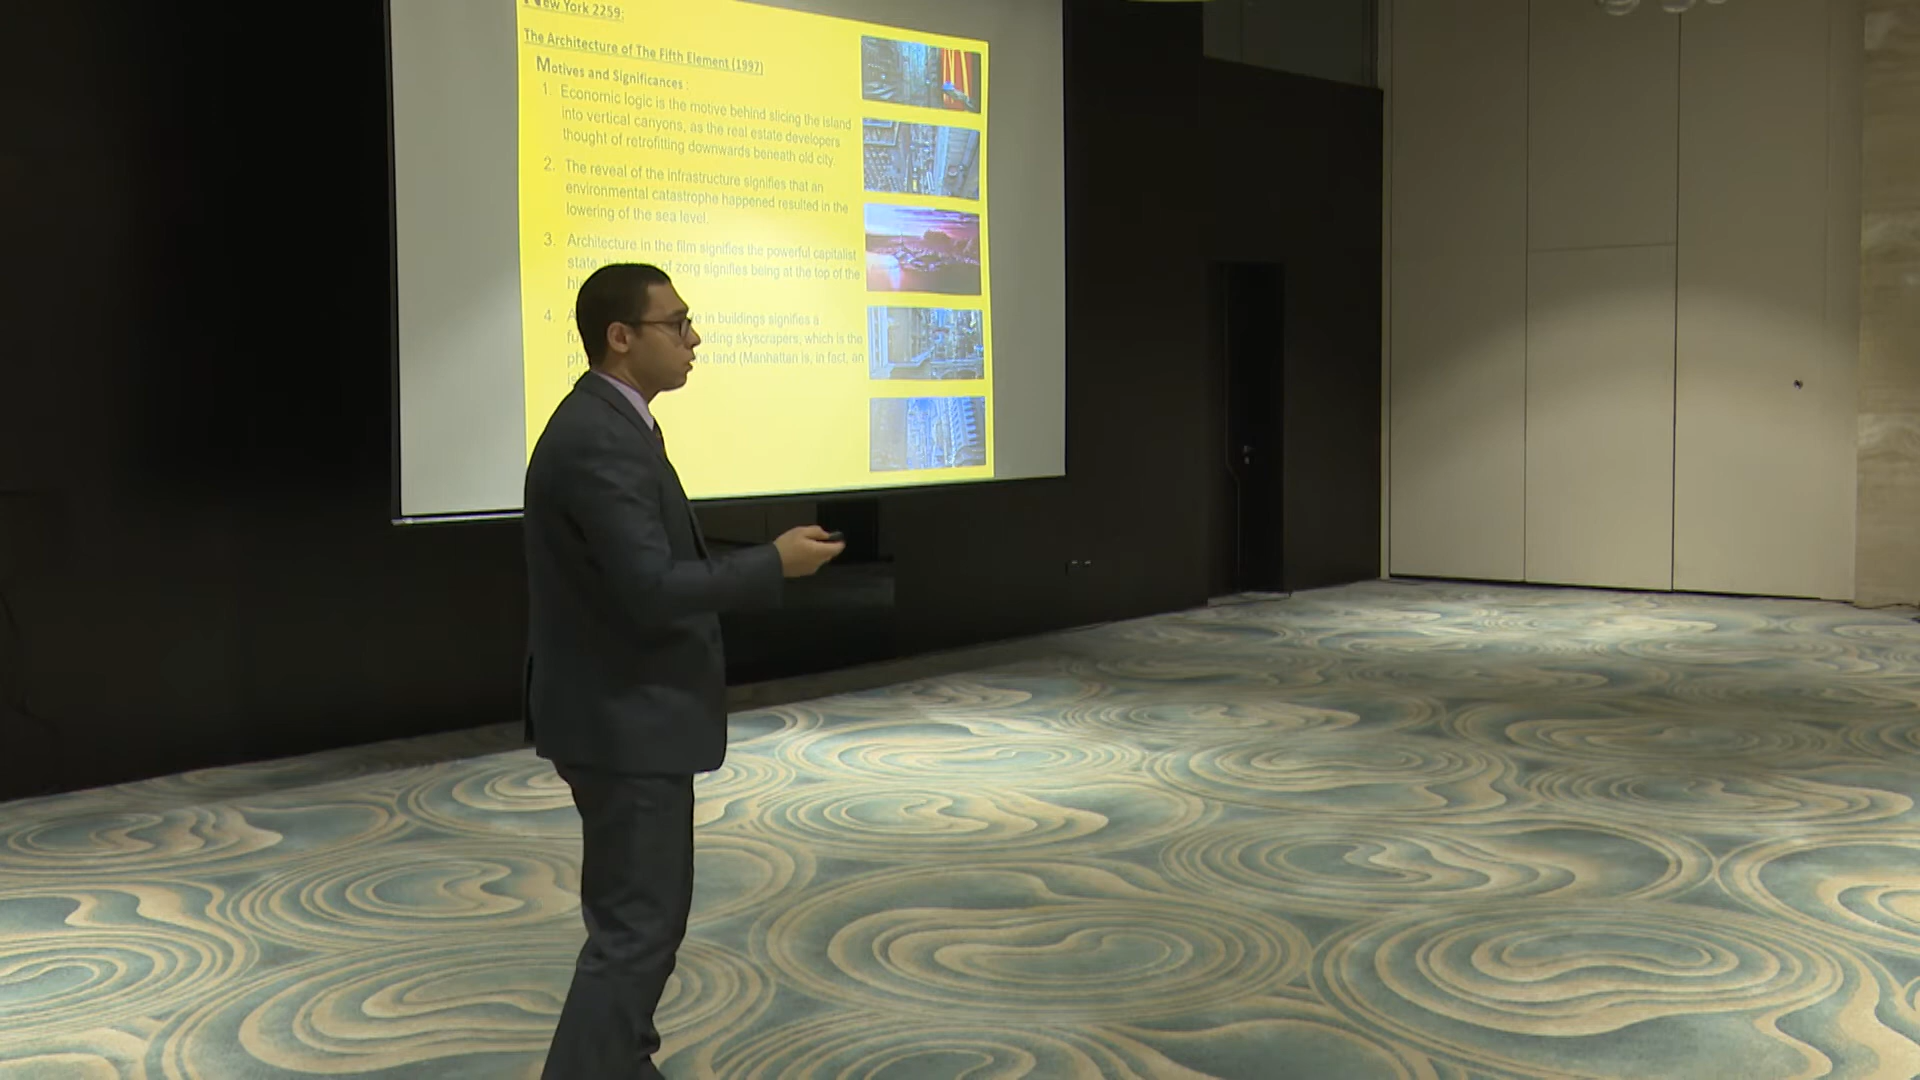 New York 2259:
The Architecture of The Fifth Element (1997)
Motives and Significances :
1. Economic logic is the motive behind slicing the island
into vertical canyons, as the real estate developers
thought of retrofitting downwards beneath old city.
2. The reveal of the infrastructure signifies that an
environmental catastrophe happened resulted in the
lowering of the sea level.
3. Architecture in the film signifies the powerful capitalist
state, of zorg signifies being at the top of the
4. in buildings signifies a
skyscrapers, which is the
land (Manhattan is, in fact, an